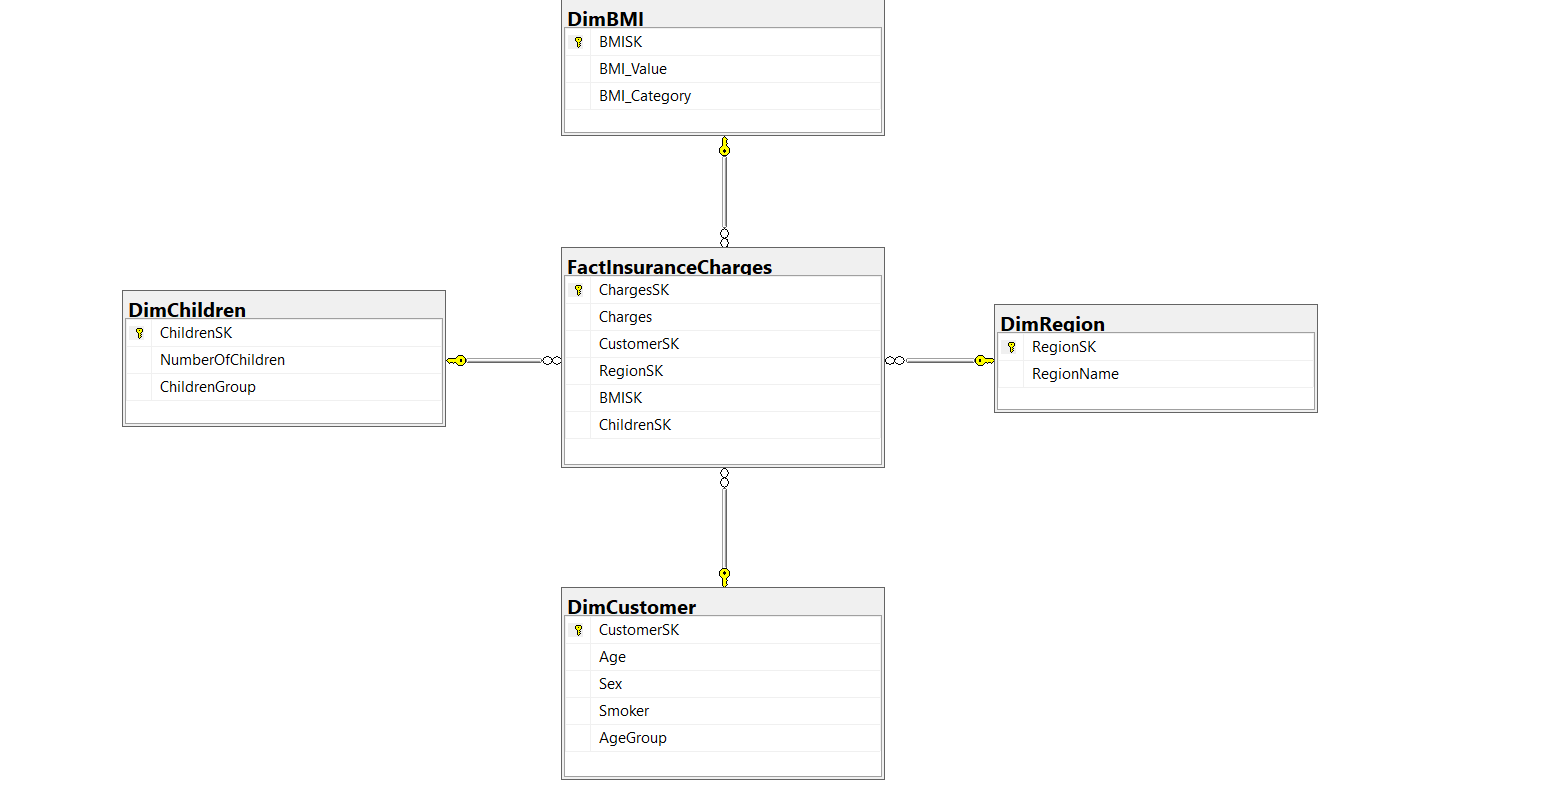 DimBMI
BMISK
BMI_Value
BMI_Category
FactInsuranceCharges
ChargesSK
Charges
CustomerSK
RegionSK
BMISK
ChildrenSK
DimChildren
ChildrenSK
NumberOfChildren
ChildrenGroup
DimRegion
RegionSK
RegionName
DimCustomer
CustomerSK
Age
Sex
Smoker
AgeGroup